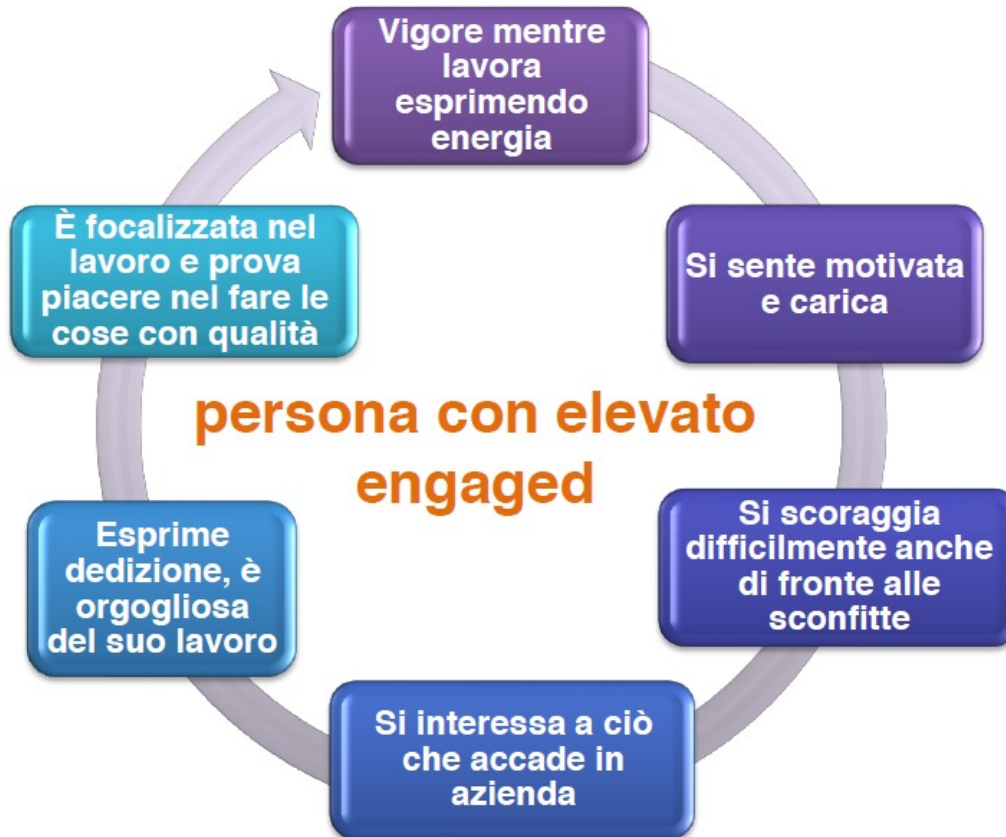 Vigore mentre
lavora
esprimendo
energia
Si sente motivata
e carica
Si scoraggia
difficilmente anche
di fronte alle
sconfitte
Si interessa a ciò
che accade in
azienda
Esprime
dedizione, è
orgogliosa
del suo lavoro
È focalizzata nel
lavoro e prova
piacere nel fare le
cose con qualità
persona con elevato
engaged